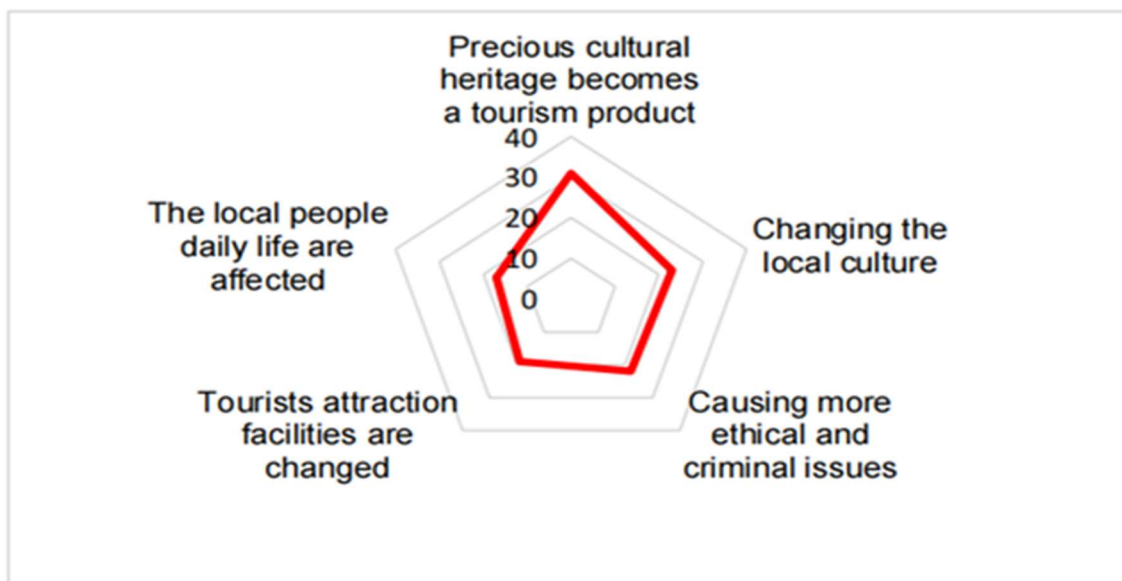 Precious cultural
heritage becomes
a tourism product
40
30
20
10
0
Changing the
local culture
Causing more
ethical and
criminal issues
Tourists attraction
facilities are
changed
The local people
daily life are
affected